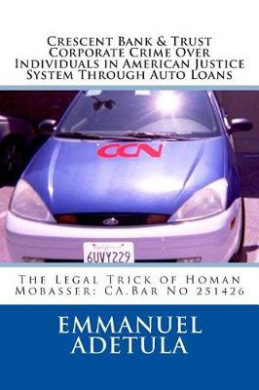 Crescent Bank & Trust
Corporate Crime Over
Individuals in American Justice
System Through Auto Loans
CCN
6UVY229
The Legal Trick of Homan
Mobasser: CA.Bar No 251426
EMMANUEL
ADETULA